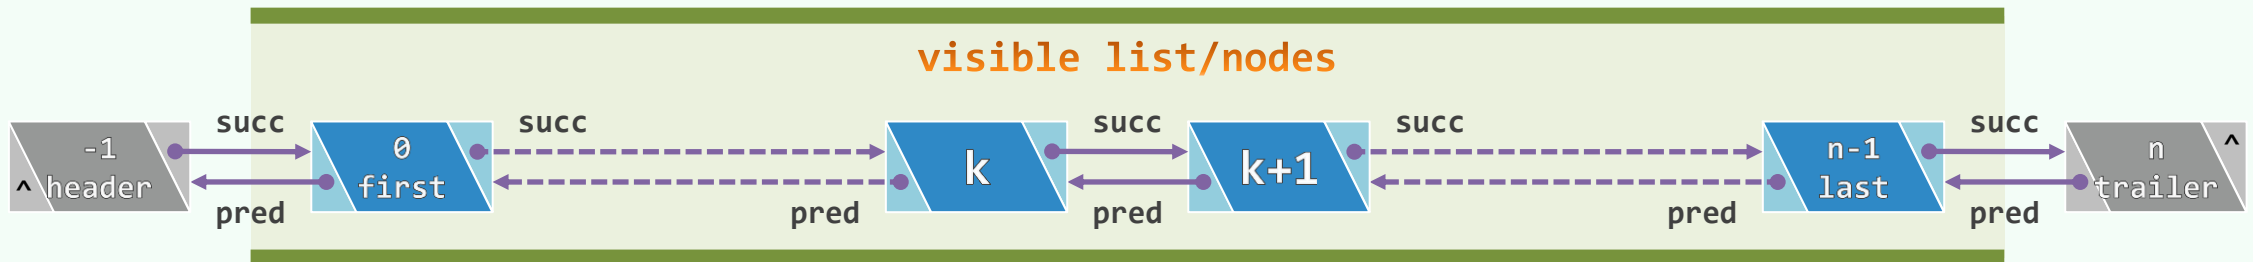 visible list/nodes
succ succ succ succ succ
^ -1 header
0 first
k
k+1
n-1 last
n trailer ^
pred pred pred pred pred